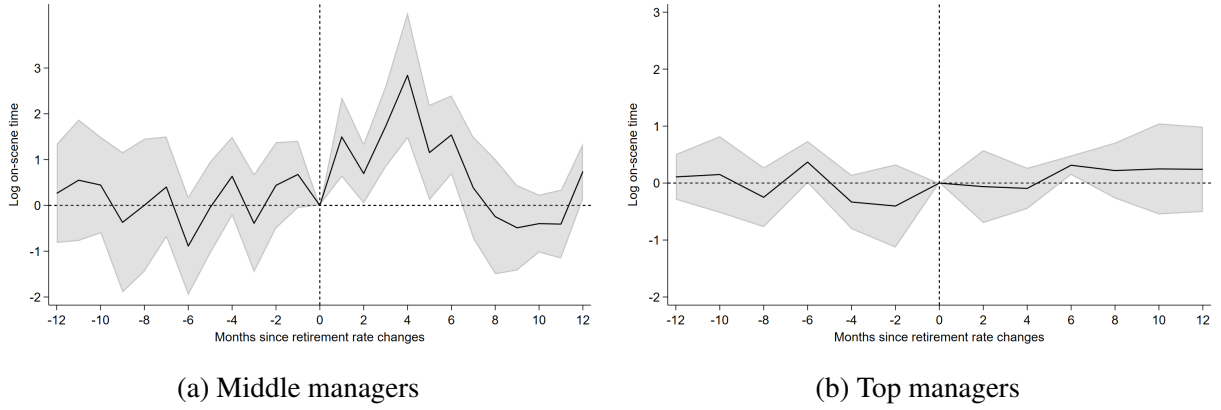 Log on-scene time
3
2
1
0
-1
-2
-12 -10 -8 -6 -4 -2 0 2 4 6 8 10 12
Months since retirement rate changes
(a) Middle managers
Log on-scene time
3
2
1
0
-1
-2
-12 -10 -8 -6 -4 -2 0 2 4 6 8 10 12
Months since retirement rate changes
(b) Top managers